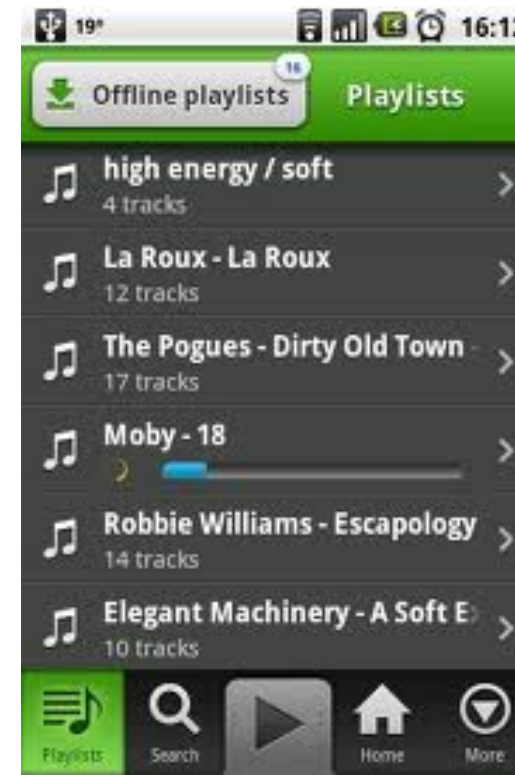 19°
16:12
Offline playlists
16
Playlists
high energy / soft
4 tracks
La Roux - La Roux
12 tracks
The Pogues - Dirty Old Town -
17 tracks
Moby - 18
Robbie Williams - Escapology
14 tracks
Elegant Machinery - A Soft E
10 tracks
Playlists
Search
Home
More